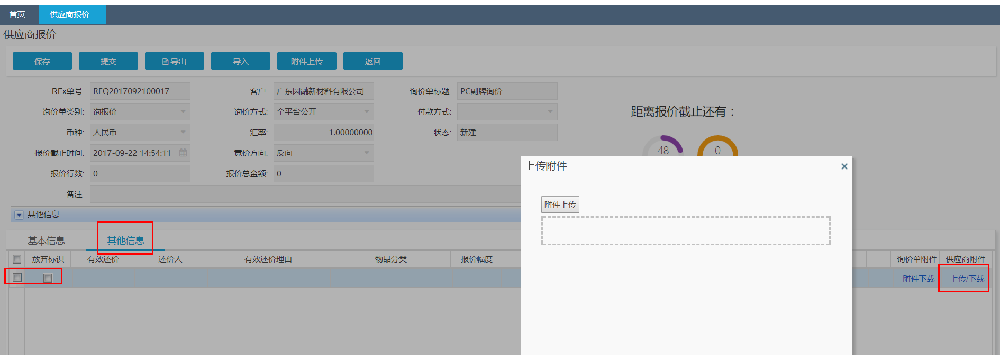 首页 供应商报价
供应商报价
保存 提交 导出 导入 附件上传 返回
RFx单号: RFQ2017092100017 客户: 广东圆融新材料有限公司 询价单标题: PC副牌询价
询价单类别: 询报价 询价方式: 全平台公开 付款方式:
距离报价截止还有：
币种: 人民币 汇率: 1.00000000 状态: 新建
报价截止时间: 2017-09-22 14:54:11 竞价方向: 反向
48 0
报价行数: 0 报价总金额: 0
备注:
上传附件
附件上传
其他信息
基本信息 其他信息
放弃标识 有效还价 还价人 有效还价理由 物品分类 报价幅度 询价单附件 供应商附件
附件下载 上传/下载